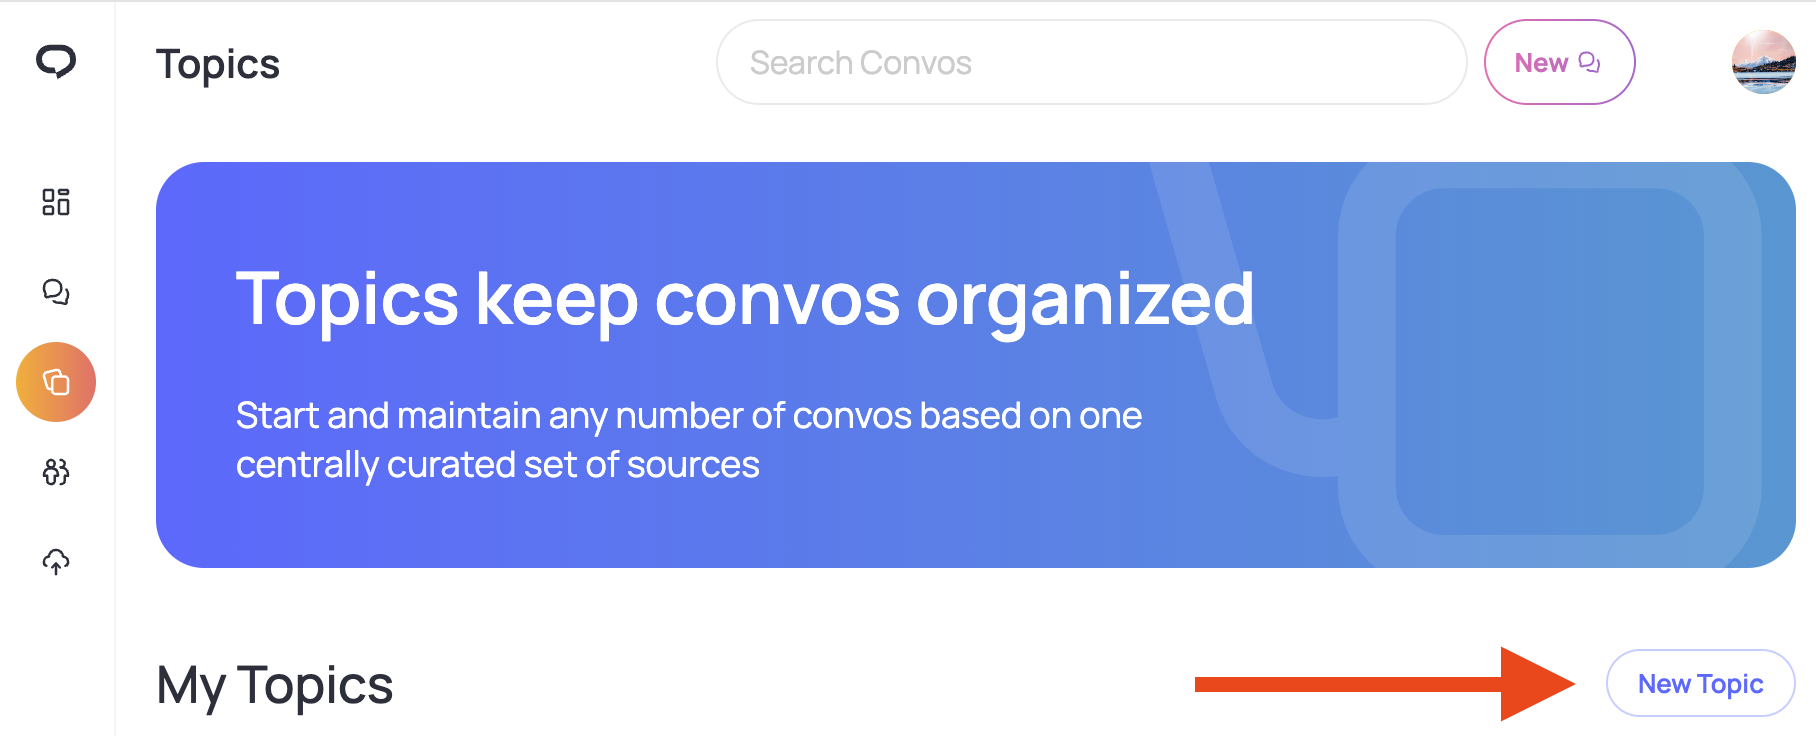 Topics
Search Convos
New
Topics keep convos organized
Start and maintain any number of convos based on one
centrally curated set of sources
My Topics
New Topic